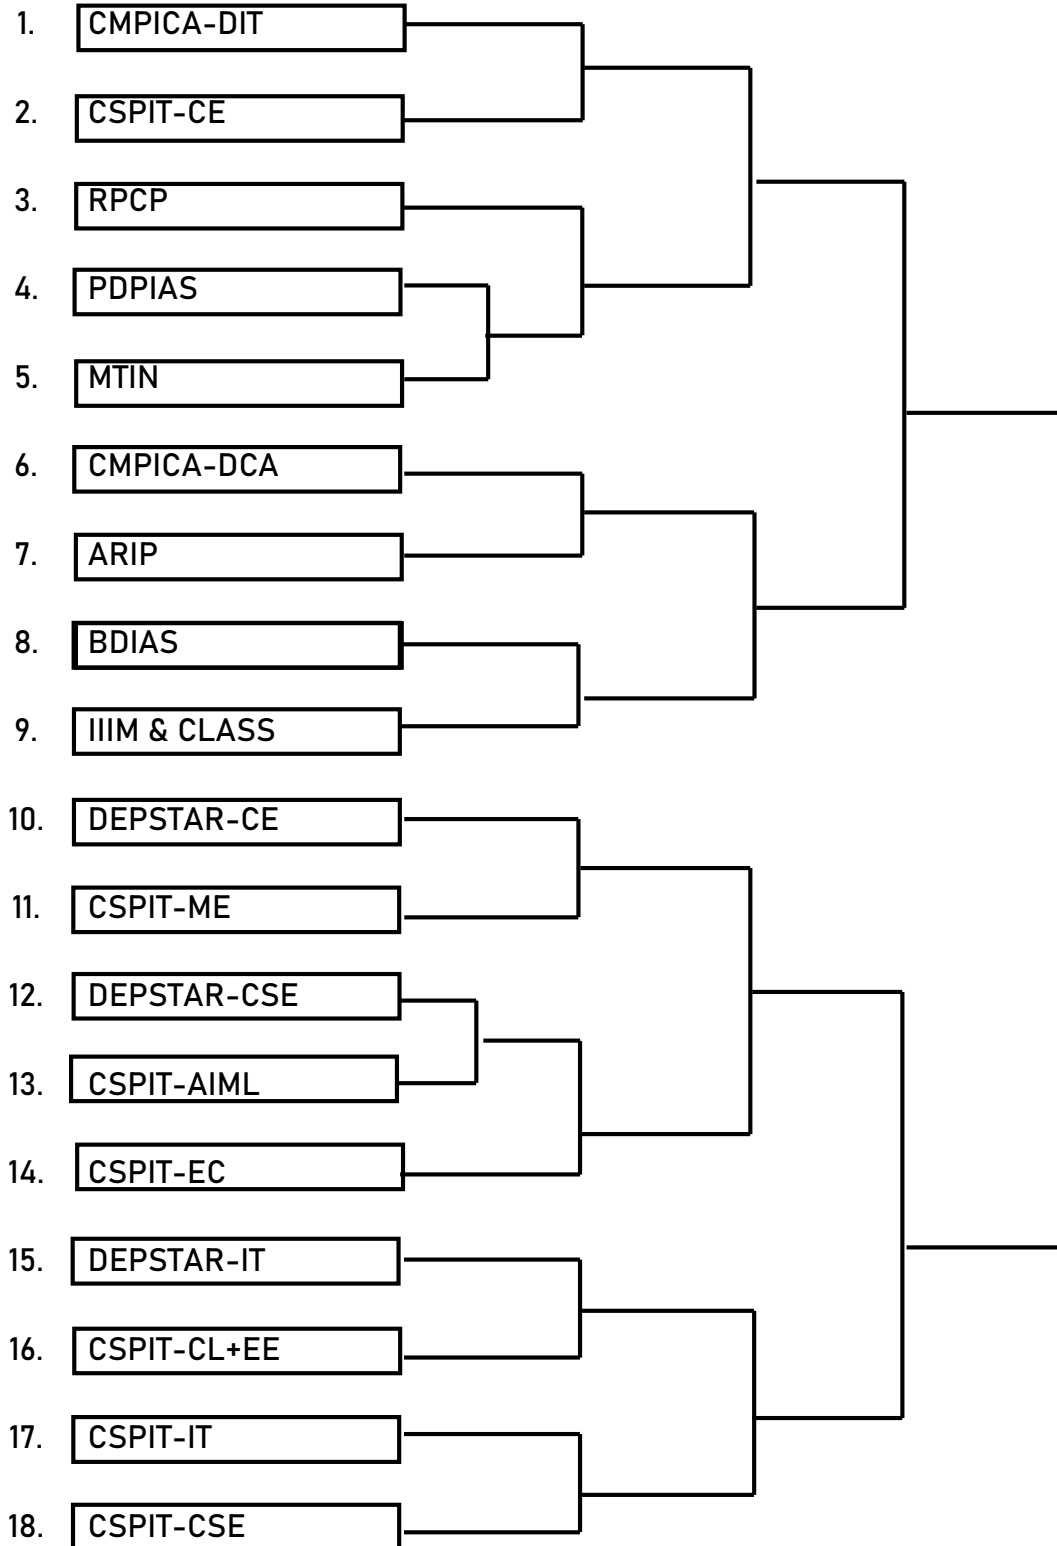 1. CMPICA-DIT
2. CSPIT-CE
3. RPCP
4. PDPIAS
5. MTIN
6. CMPICA-DCA
7. ARIP
8. BDIAS
9. IIIM & CLASS
10. DEPSTAR-CE
11. CSPIT-ME
12. DEPSTAR-CSE
13. CSPIT-AIML
14. CSPIT-EC
15. DEPSTAR-IT
16. CSPIT-CL+EE
17. CSPIT-IT
18. CSPIT-CSE